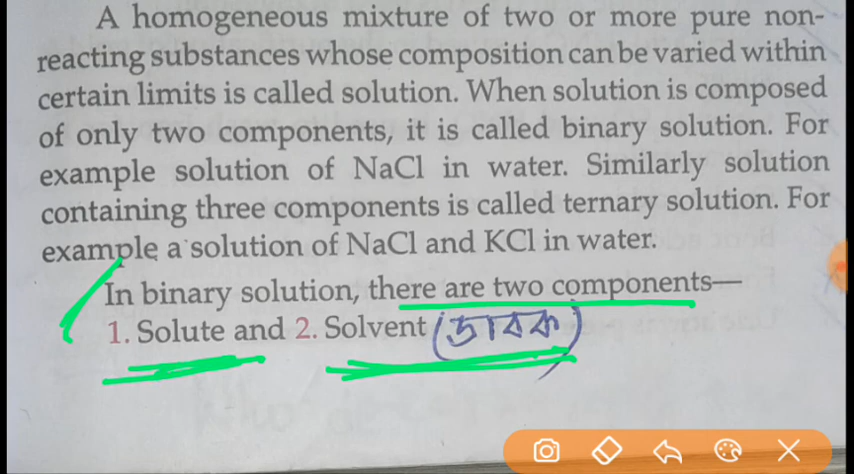 A homogeneous mixture of two or more pure non-
reacting substances whose composition can be varied within
certain limits is called solution. When solution is composed
of only two components, it is called binary solution. For
example solution of NaCl in water. Similarly solution
containing three components is called ternary solution. For
example a solution of NaCl and KCl in water.
In binary solution, there are two components—
1. Solute and 2. Solvent